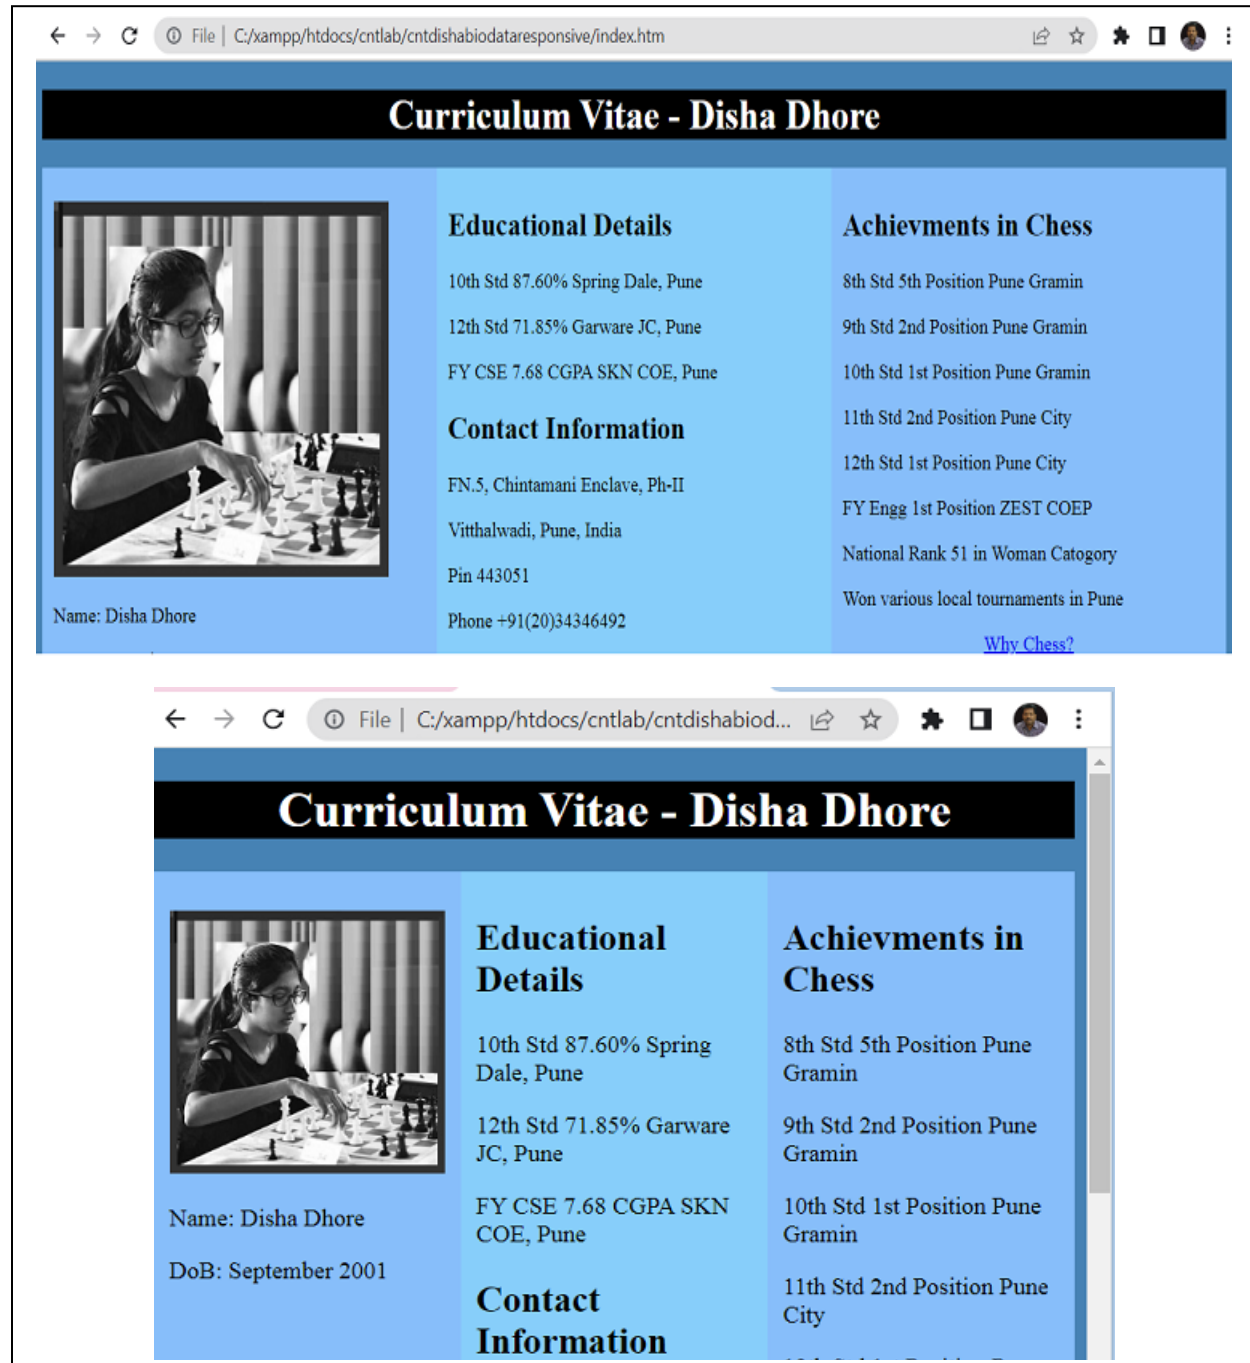 File | C:/xampp/htdocs/cntlab/cntdishabiodataresponsive/index.htm
Curriculum Vitae - Disha Dhore
Name: Disha Dhore
Educational Details
10th Std 87.60% Spring Dale, Pune
12th Std 71.85% Garware JC, Pune
FY CSE 7.68 CGPA SKN COE, Pune
Contact Information
FN.5, Chintamani Enclave, Ph-II
Vitthalwadi, Pune, India
Pin 443051
Phone +91(20)34346492
Achievments in Chess
8th Std 5th Position Pune Gramin
9th Std 2nd Position Pune Gramin
10th Std 1st Position Pune Gramin
11th Std 2nd Position Pune City
12th Std 1st Position Pune City
FY Engg 1st Position ZEST COEP
National Rank 51 in Woman Catogory
Won various local tournaments in Pune
Why Chess?
File | C:/xampp/htdocs/cntlab/cntdishabiod...
Curriculum Vitae - Disha Dhore
Name: Disha Dhore
DoB: September 2001
Educational
Details
10th Std 87.60% Spring
Dale, Pune
12th Std 71.85% Garware
JC, Pune
FY CSE 7.68 CGPA SKN
COE, Pune
Contact
Information
Achievments in
Chess
8th Std 5th Position Pune
Gramin
9th Std 2nd Position Pune
Gramin
10th Std 1st Position Pune
Gramin
11th Std 2nd Position Pune
City